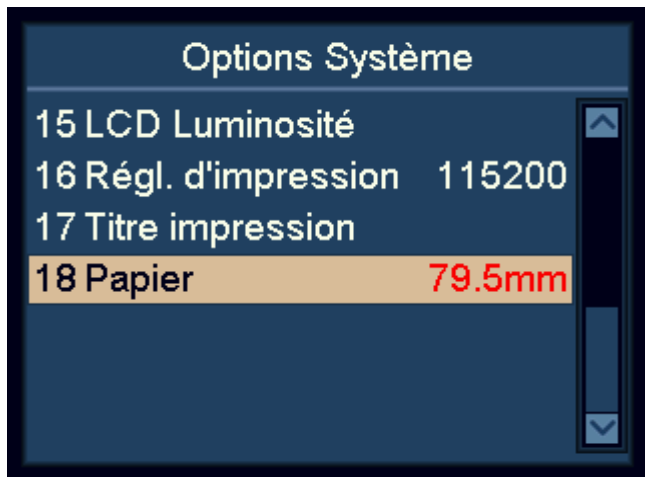 Options Système
15 LCD Luminosité
16 Régl. d'impression 115200
17 Titre impression
18 Papier 79.5mm